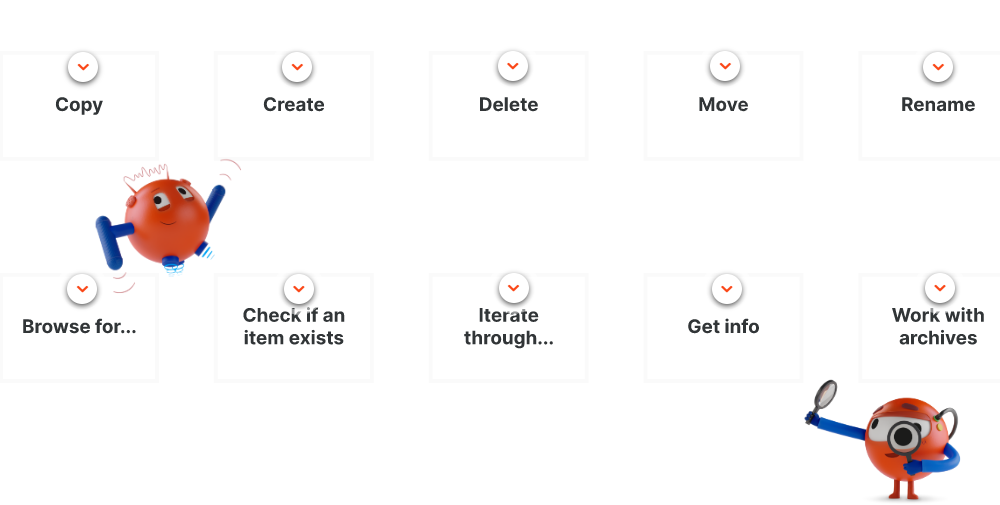 Copy
Create
Delete
Move
Rename
Browse for...
Check if an
item exists
Iterate
through...
Get info
Work with
archives